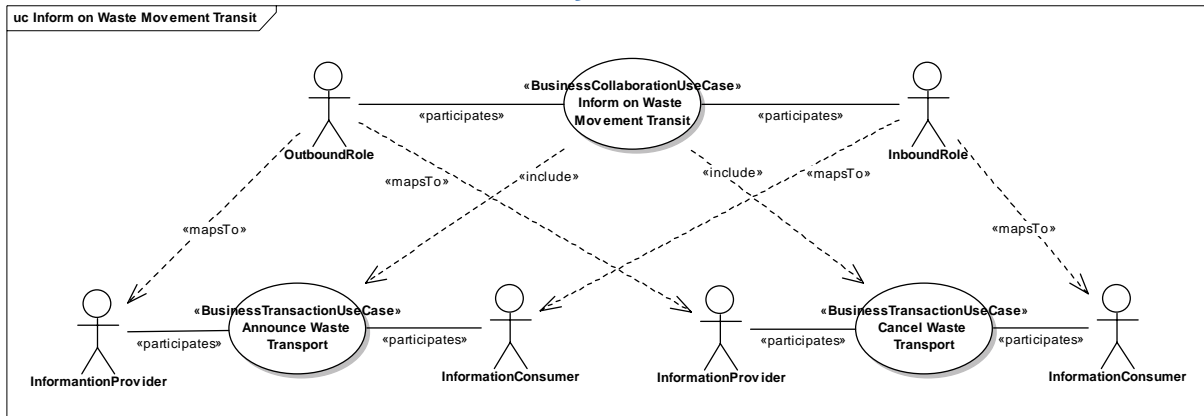 uc Inform on Waste Movement Transit
«BusinessCollaborationUseCase»
Inform on Waste
Movement Transit
«participates»
«participates»
OutboundRole
InboundRole
«mapsTo»
«include»
«include»
«mapsTo»
«mapsTo»
«mapsTo»
«BusinessTransactionUseCase»
Announce Waste
Transport
«participates»
«participates»
InformantionProvider
InformationConsumer
«BusinessTransactionUseCase»
Cancel Waste
Transport
«participates»
«participates»
InformationProvider
InformationConsumer